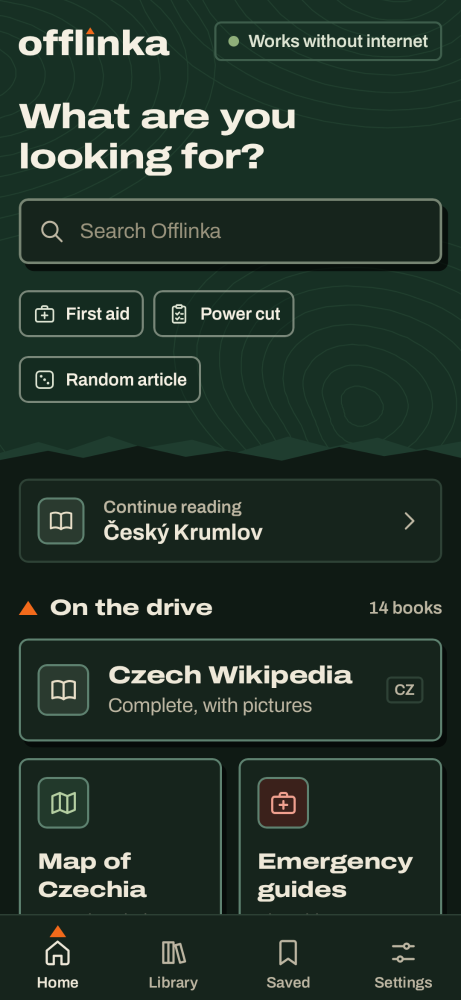 offlinka
Works without internet
What are you
looking for?
Search Offlinka
First aid
Power cut
Random article
Continue reading
Český Krumlov
On the drive
14 books
Czech Wikipedia
Complete, with pictures
CZ
Map of
Czechia
Emergency
guides
Home
Library
Saved
Settings